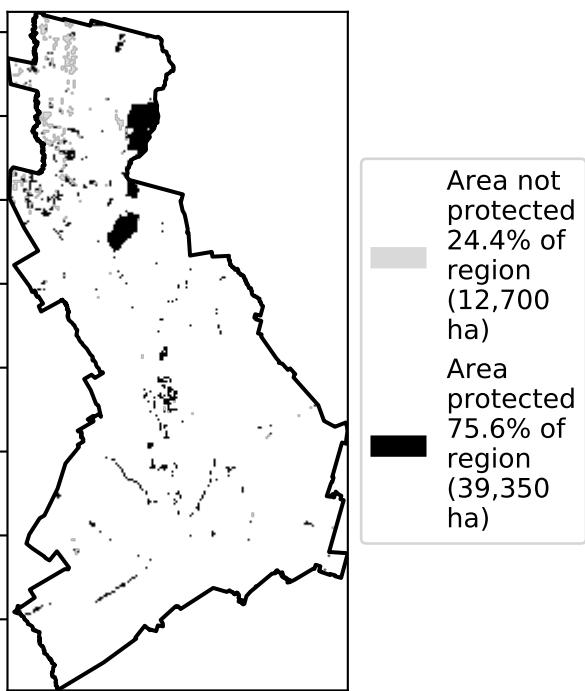 Area not
protected
24.4% of
region
(12,700
ha)
Area
protected
75.6% of
region
(39,350
ha)